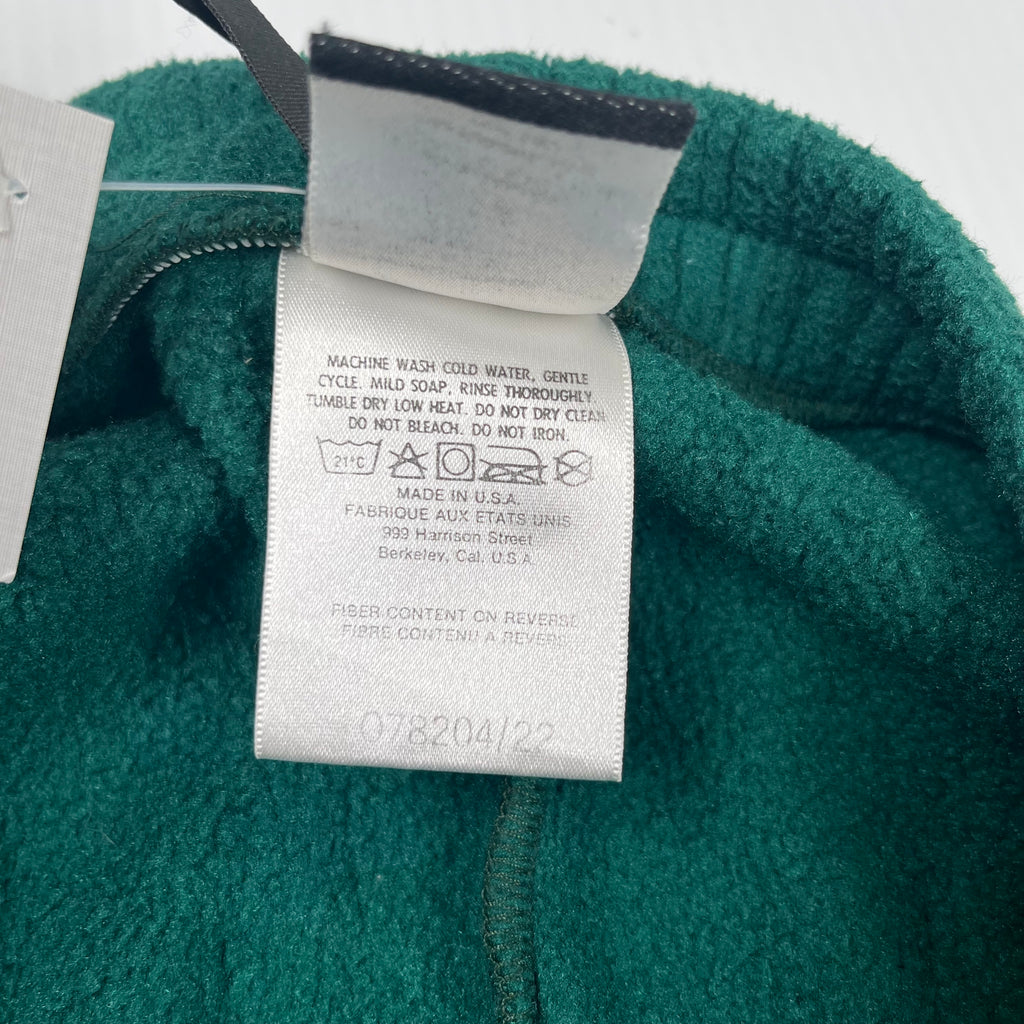 MACHINE WASH COLD WATER, GENTLE
CYCLE. MILD SOAP, RINSE THOROUGHLY
TUMBLE DRY LOW HEAT. DO NOT DRY CLEAN
DO NOT BLEACH. DO NOT IRON.
21°C
MADE IN U.S.A.
FABRIQUE AUX ETATS UNIS
999 Harrison Street
Berkeley, Cal. U.S.A.
FIBER CONTENT ON REVERSE
FIBRE CONTENU A REVERSE
078204/22